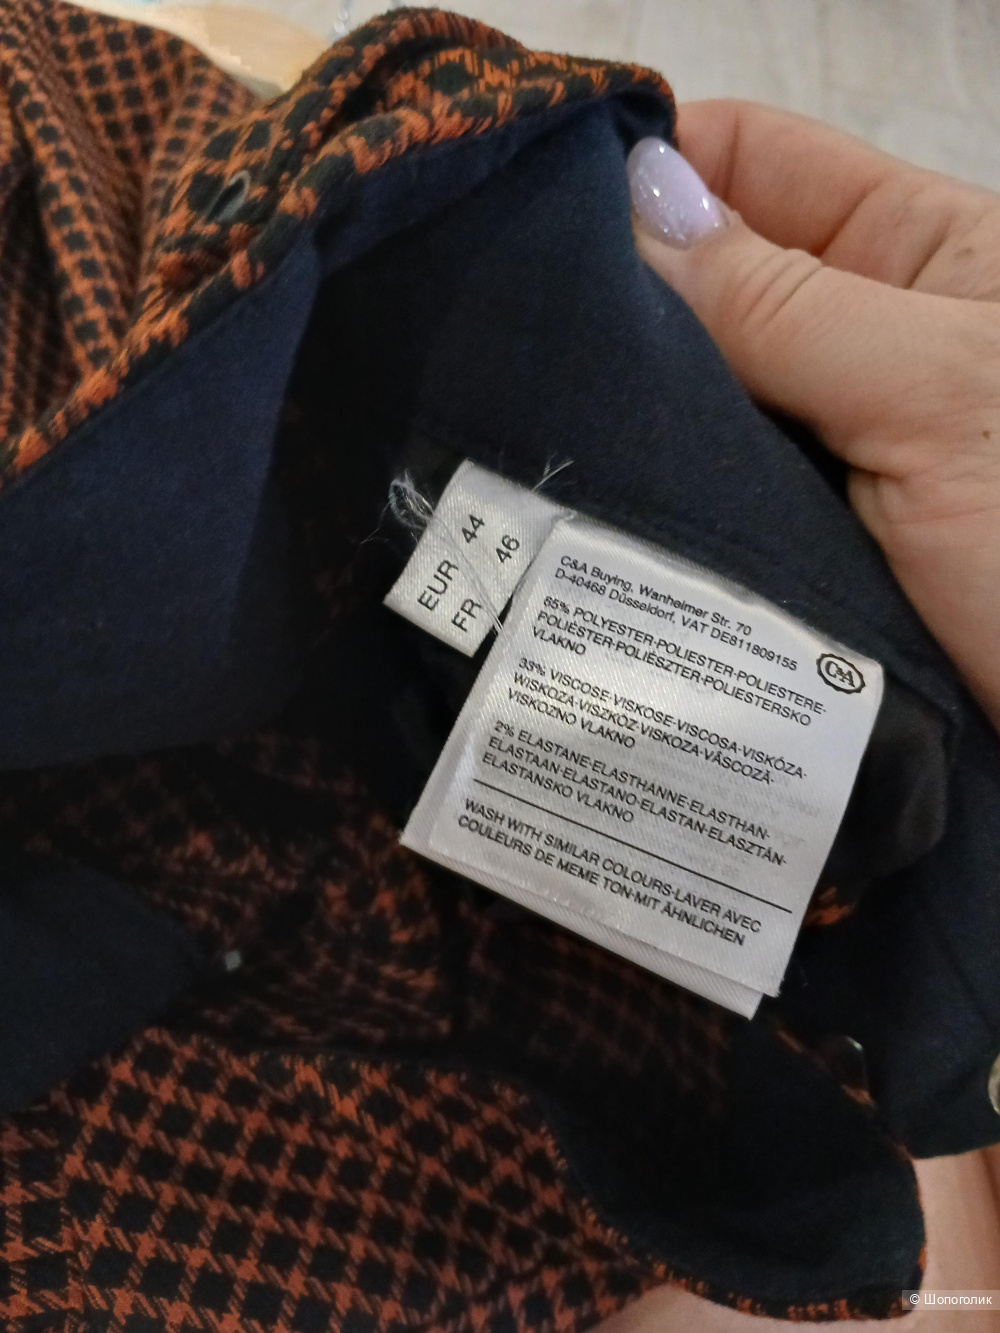 EUR 44
FR 46
C&A Buying, Wanheimer Str. 70
D-40468 Düsseldorf, VAT DE811809155
C&A
65% POLYESTER·POLIESTER·POLIESTERE·
POLIÉSTER·POLIÉSZTER·POLIESTERSKO
VLAKNO
33% VISCOSE·VISKOSE·VISCOSA·VISKÓZA·
WISKOZA·VISZKÓZ·VISKOZA·VÂSCOZĂ·
VISKOZNO VLAKNO
2% ELASTANE·ELASTHANNE·ELASTHAN·
ELASTAAN·ELASTANO·ELASTAN·ELASZTÁN·
ELASTANSKO VLAKNO
WASH WITH SIMILAR COLOURS·LAVER AVEC
COULEURS DE MEME TON·MIT ÄHNLICHEN
© Шопоголик